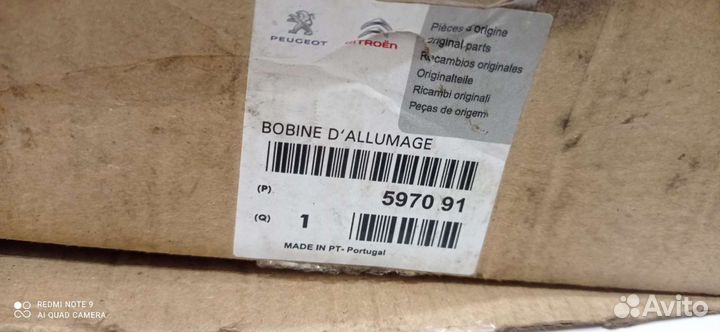 PEUGEOT
CITROËN
Pièces d'origine
Original parts
Recambios originales
Originalteile
Ricambi originali
Peças de origem
BOBINE D'ALLUMAGE
(P)
5970 91
(Q)
1
MADE IN PT- Portugal
REDMI NOTE 9
AI QUAD CAMERA
Avito